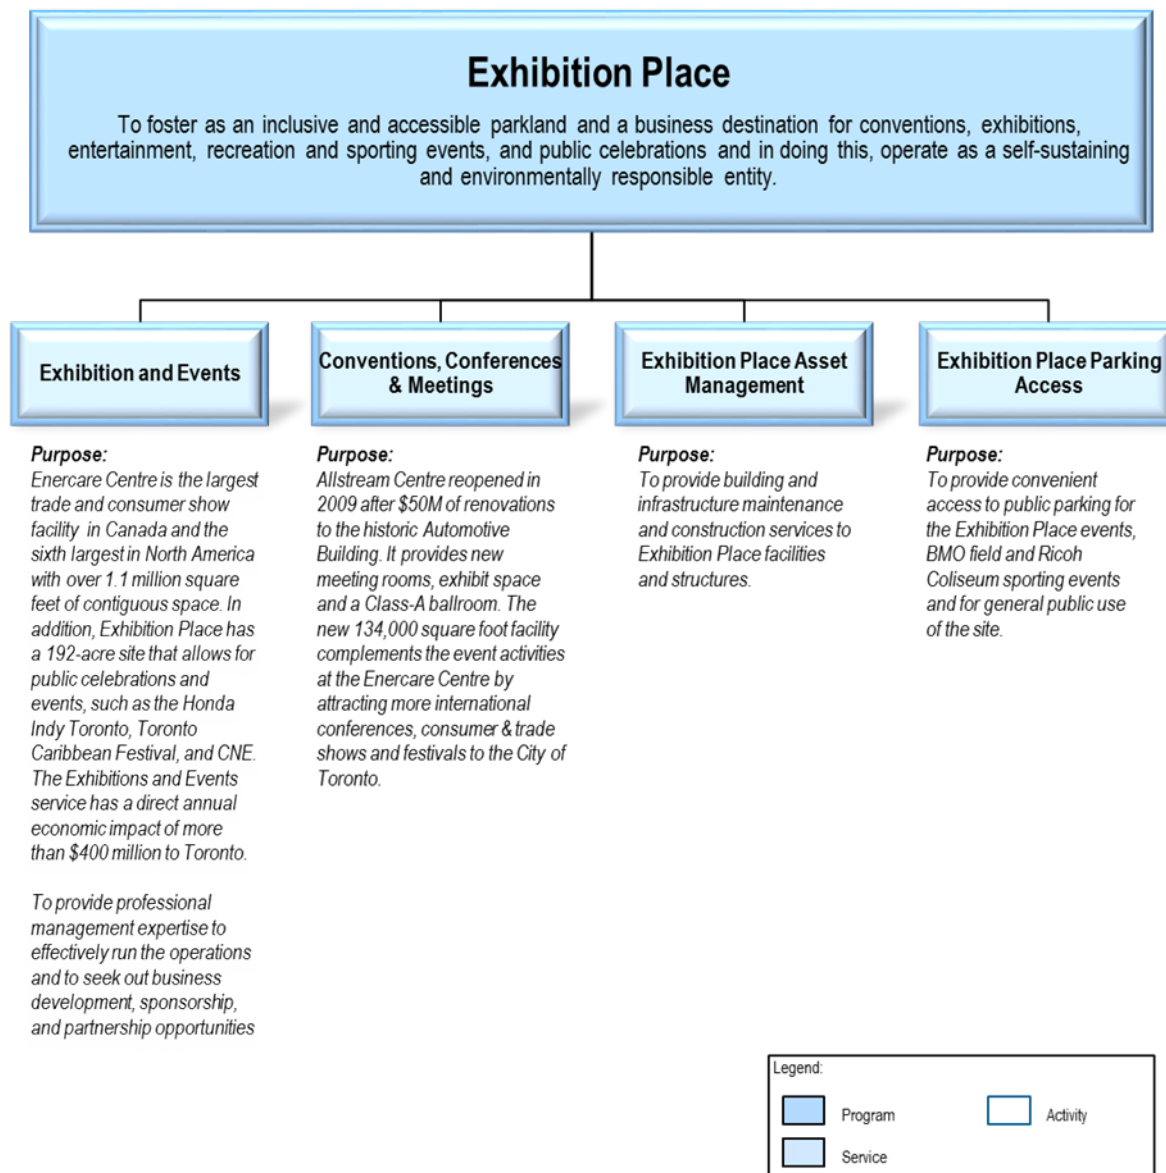 Exhibition Place
To foster as an inclusive and accessible parkland and a business destination for conventions, exhibitions,
entertainment, recreation and sporting events, and public celebrations and in doing this, operate as a self-sustaining
and environmentally responsible entity.
Exhibition and Events
Purpose:
Enercare Centre is the largest
trade and consumer show
facility in Canada and the
sixth largest in North America
with over 1.1 million square
feet of contiguous space. In
addition, Exhibition Place has
a 192-acre site that allows for
public celebrations and
events, such as the Honda
Indy Toronto, Toronto
Caribbean Festival, and CNE.
The Exhibitions and Events
service has a direct annual
economic impact of more
than $400 million to Toronto.
To provide professional
management expertise to
effectively run the operations
and to seek out business
development, sponsorship,
and partnership opportunities
Conventions, Conferences
& Meetings
Purpose:
Allstream Centre reopened in
2009 after $50M of renovations
to the historic Automotive
Building. It provides new
meeting rooms, exhibit space
and a Class-A ballroom. The
new 134,000 square foot facility
complements the event activities
at the Enercare Centre by
attracting more international
conferences, consumer & trade
shows and festivals to the City of
Toronto.
Exhibition Place Asset
Management
Purpose:
To provide building and
infrastructure maintenance
and construction services to
Exhibition Place facilities
and structures.
Exhibition Place Parking
Access
Purpose:
To provide convenient
access to public parking for
the Exhibition Place events,
BMO field and Ricoh
Coliseum sporting events
and for general public use
of the site.
Legend:
Program
Activity
Service